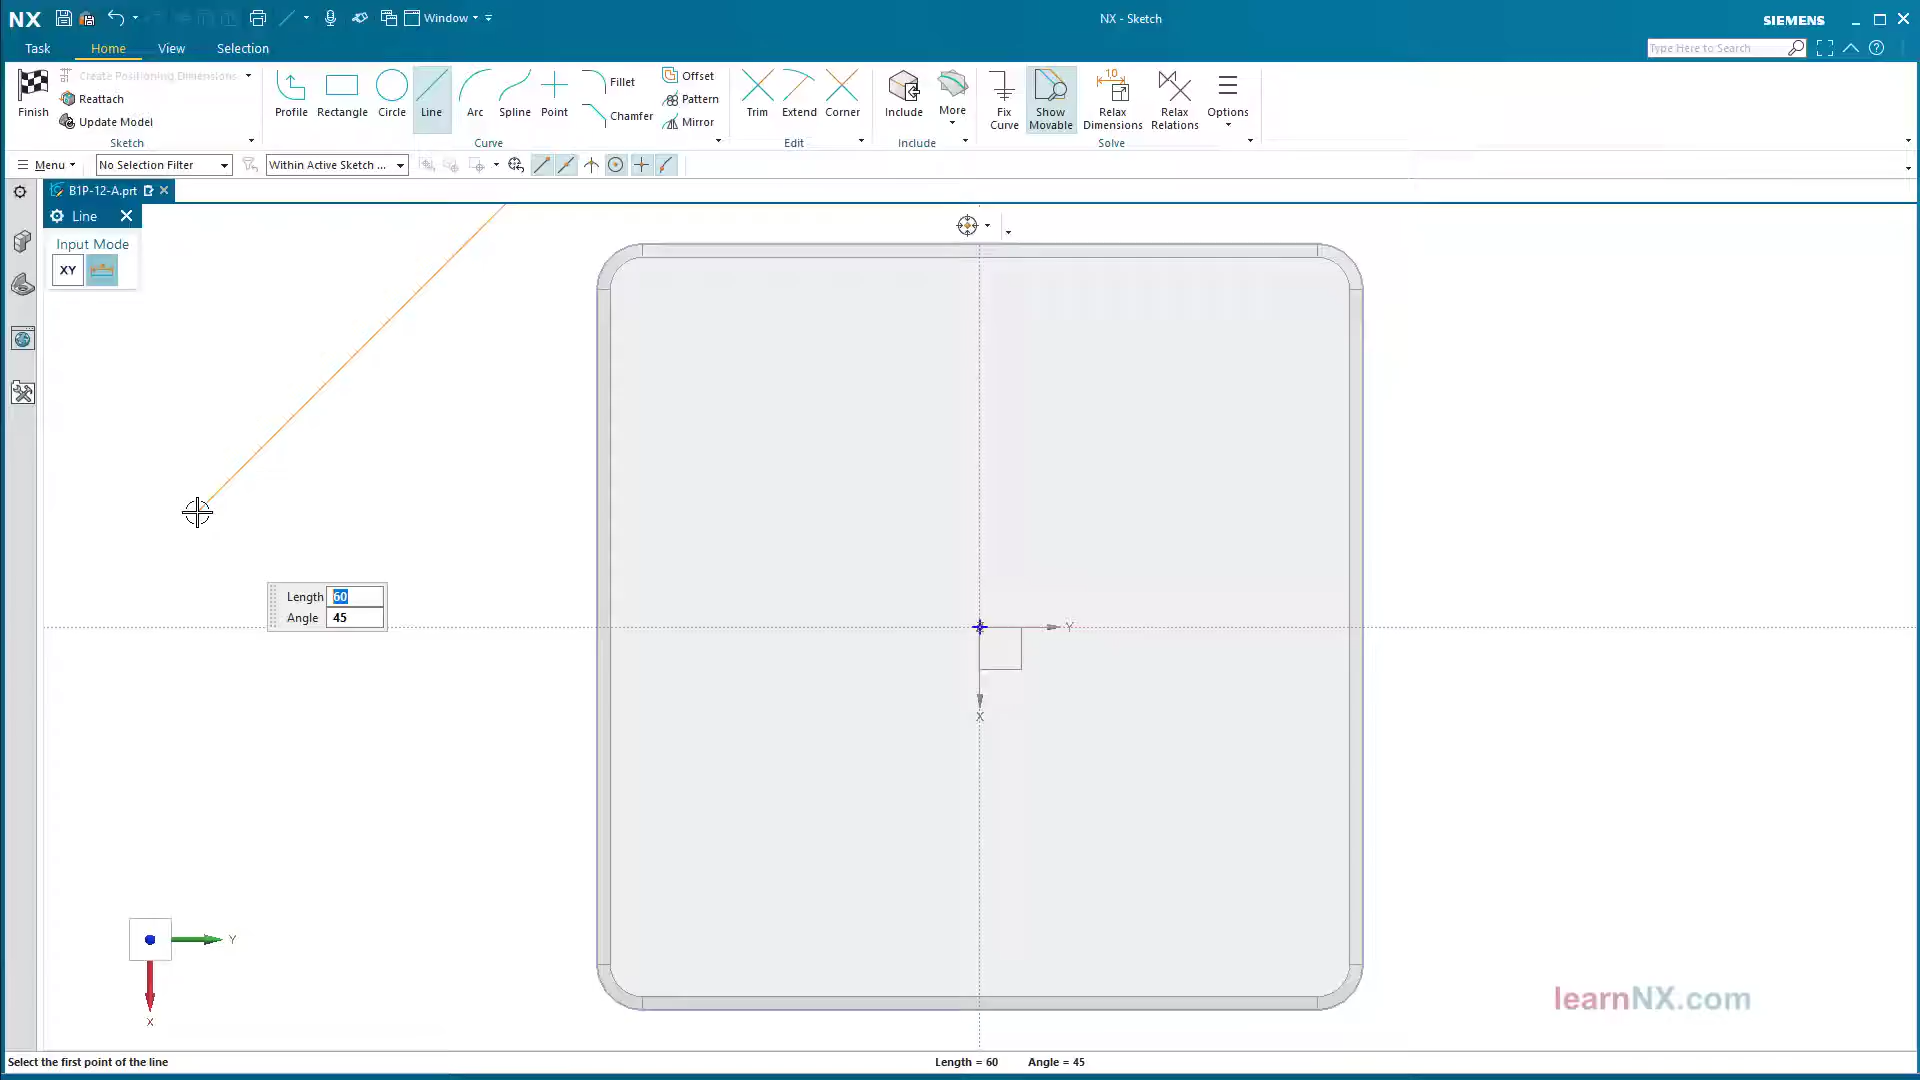 NX
Window
NX - Sketch
SIEMENS
Task
Home
View
Selection
Type Here to Search
Finish
Create Positioning Dimensions
Reattach
Update Model
Sketch
Profile
Rectangle
Circle
Line
Arc
Spline
Point
Fillet
Chamfer
Offset
Pattern
Mirror
Curve
Trim
Extend
Corner
Edit
Include
More
Include
Fix
Curve
Show
Movable
1,0
Relax
Dimensions
Relax
Relations
Options
Solve
Menu
No Selection Filter
Within Active Sketch ...
B1P-12-A.prt
Line
Input Mode
XY
Length 60
Angle 45
Y
X
Y
X
learnNX.com
Select the first point of the line
Length = 60 Angle = 45